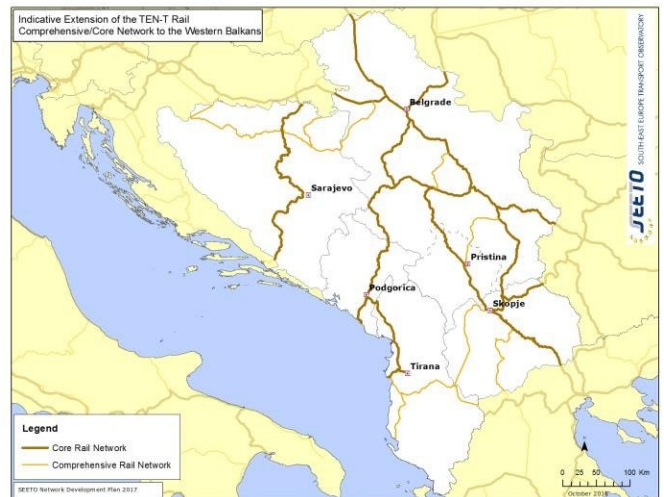 Indicative Extension of the TEN-T Rail
Comprehensive/Core Network to the Western Balkans
SEETO SOUTH-EAST EUROPE TRANSPORT OBSERVATORY
Belgrade
Sarajevo
Pristina
Podgorica
Skopje
Tirana
Legend
Core Rail Network
Comprehensive Rail Network
0 25 50 100 Km
SEETO Network Development Plan 2017
October 2016